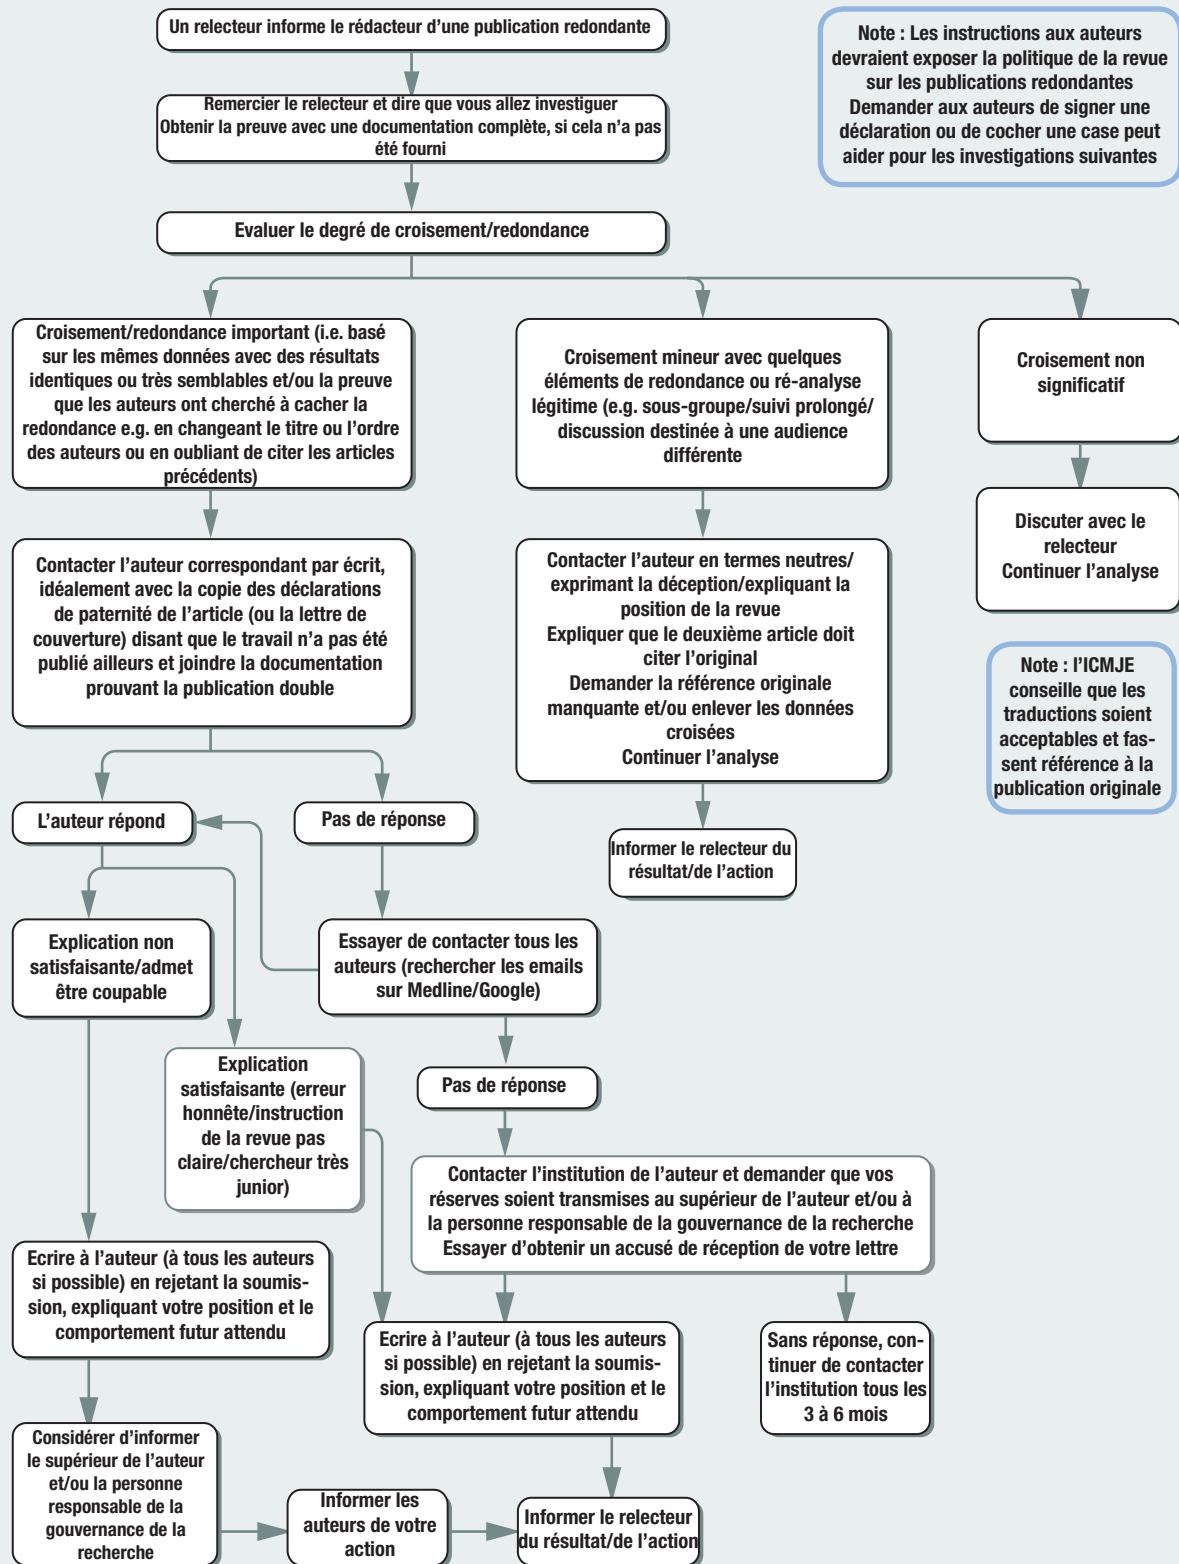 Un relecteur informe le rédacteur d'une publication redondante
Note : Les instructions aux auteurs
devraient exposer la politique de la revue
sur les publications redondantes
Demander aux auteurs de signer une
déclaration ou de cocher une case peut
aider pour les investigations suivantes
Remercier le relecteur et dire que vous allez investiguer
Obtenir la preuve avec une documentation complète, si cela n'a pas
été fourni
Evaluer le degré de croisement/redondance
Croisement/redondance important (i.e. basé
sur les mêmes données avec des résultats
identiques ou très semblables et/ou la preuve
que les auteurs ont cherché à cacher la
redondance e.g. en changeant le titre ou l'ordre
des auteurs ou en oubliant de citer les articles
précédents)
Croisement mineur avec quelques
éléments de redondance ou ré-analyse
légitime (e.g. sous-groupe/suivi prolongé/
discussion destinée à une audience
différente
Croisement non
significatif
Contacter l'auteur correspondant par écrit,
idéalement avec la copie des déclarations
de paternité de l'article (ou la lettre de
couverture) disant que le travail n'a pas été
publié ailleurs et joindre la documentation
prouvant la publication double
Contacter l'auteur en termes neutres/
exprimant la déception/expliquant la
position de la revue
Expliquer que le deuxième article doit
citer l'original
Demander la référence originale
manquante et/ou enlever les données
croisées
Continuer l'analyse
Discuter avec le
relecteur
Continuer l'analyse
Note : l'ICMJE
conseille que les
traductions soient
acceptables et fas-
sent référence à la
publication originale
L'auteur répond
Pas de réponse
Informer le relecteur du
résultat/de l'action
Explication non
satisfaisante/admet
être coupable
Essayer de contacter tous les
auteurs (rechercher les emails
sur Medline/Google)
Explication
satisfaisante (erreur
honnête/instruction
de la revue pas
claire/chercheur très
junior)
Pas de réponse
Contacter l'institution de l'auteur et demander que vos
réserves soient transmises au supérieur de l'auteur et/ou à
la personne responsable de la gouvernance de la recherche
Essayer d'obtenir un accusé de réception de votre lettre
Ecrire à l'auteur (à tous les auteurs
si possible) en rejetant la soumis-
sion, expliquant votre position et le
comportement futur attendu
Ecrire à l'auteur (à tous les auteurs
si possible) en rejetant la soumis-
sion, expliquant votre position et le
comportement futur attendu
Sans réponse, con-
tinuer de contacter
l'institution tous les
3 à 6 mois
Considérer d'informer
le supérieur de l'auteur
et/ou la personne
responsable de la
gouvernance de la
recherche
Informer les
auteurs de votre
action
Informer le relecteur
du résultat/de l'action